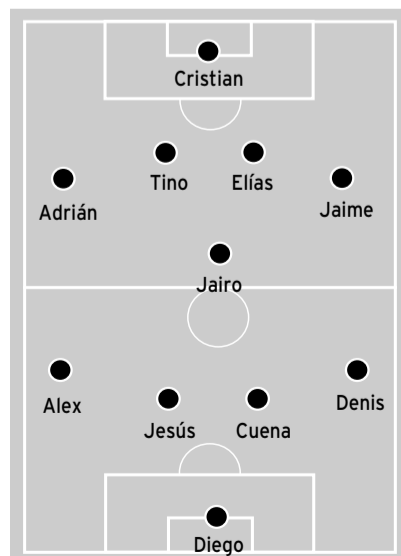 Cristian
Tino
Elías
Adrián
Jaime
Jairo
Alex
Denis
Jesús
Cuena
Diego